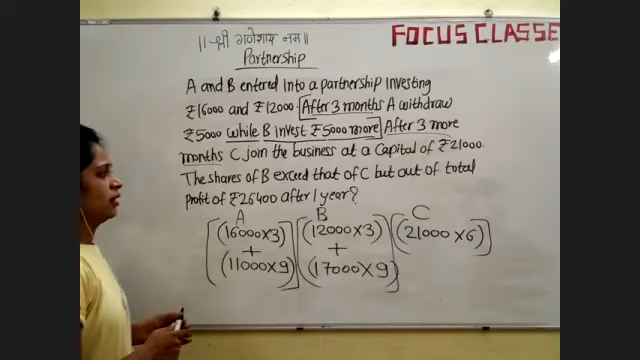 ॥ श्री गणेशाय नमः ॥
FOCUS CLASSE
Partnership
A and B entered into a partnership investing
₹16000 and ₹12000. After 3 months A withdraw
₹5000 while B invest ₹5000 more. After 3 more
months C join the business at a Capital of ₹21000.
The shares of B exceed that of C but out of total
profit of ₹26400 after 1 year?
A B C
[(16000×3) [(12000×3) [(21000×6)]
+ +
(11000×9)] (17000×9)]